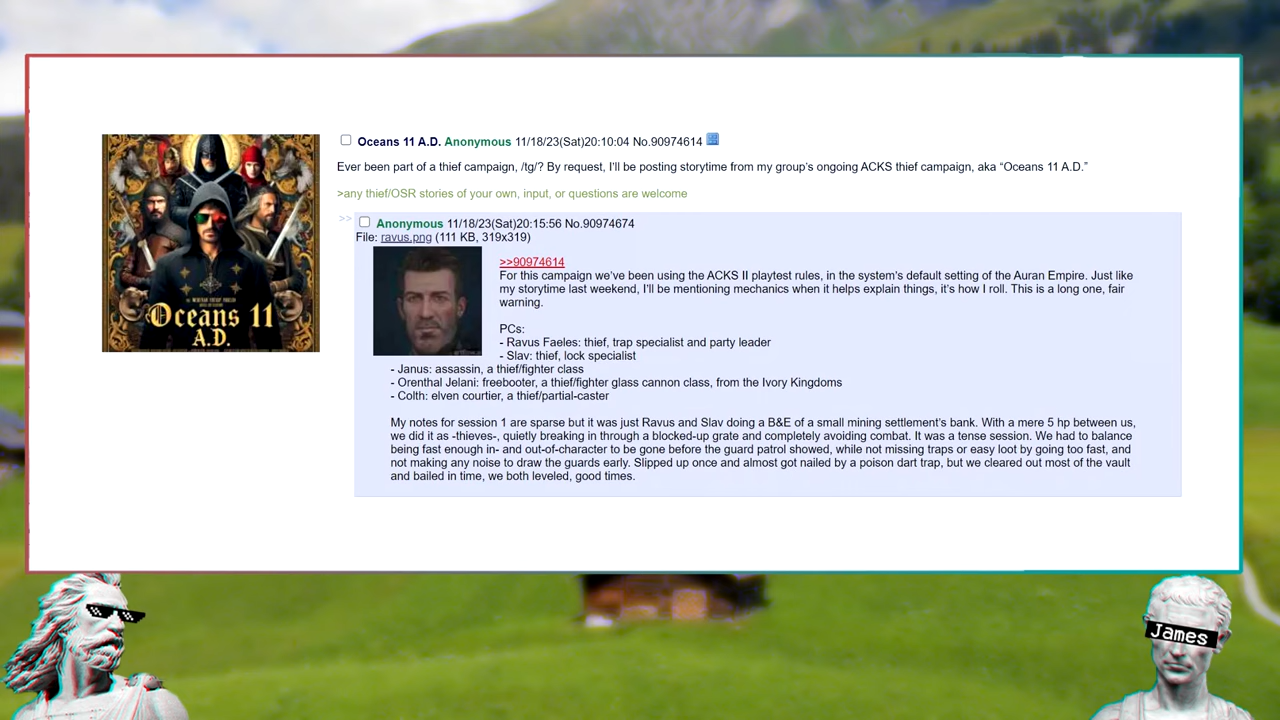 Oceans 11 A.D. Anonymous 11/18/23(Sat)20:10:04 No.90974614
Ever been part of a thief campaign, /tg/? By request, I'll be posting storytime from my group's ongoing ACKS thief campaign, aka “Oceans 11 A.D.”
>any thief/OSR stories of your own, input, or questions are welcome
Oceans 11
A.D.
>> Anonymous 11/18/23(Sat)20:15:56 No.90974674
File: ravus.png (111 KB, 319x319)
>>90974614
For this campaign we've been using the ACKS II playtest rules, in the system's default setting of the Auran Empire. Just like
my storytime last weekend, I'll be mentioning mechanics when it helps explain things, it's how I roll. This is a long one, fair
warning.
PCs:
- Ravus Faeles: thief, trap specialist and party leader
- Slav: thief, lock specialist
- Janus: assassin, a thief/fighter class
- Orenthal Jelani: freebooter, a thief/fighter glass cannon class, from the Ivory Kingdoms
- Colth: elven courtier, a thief/partial-caster
My notes for session 1 are sparse but it was just Ravus and Slav doing a B&E of a small mining settlement's bank. With a mere 5 hp between us,
we did it as -thieves-, quietly breaking in through a blocked-up grate and completely avoiding combat. It was a tense session. We had to balance
being fast enough in- and out-of-character to be gone before the guard patrol showed, while not missing traps or easy loot by going too fast, and
not making any noise to draw the guards early. Slipped up once and almost got nailed by a poison dart trap, but we cleared out most of the vault
and bailed in time, we both leveled, good times.
James